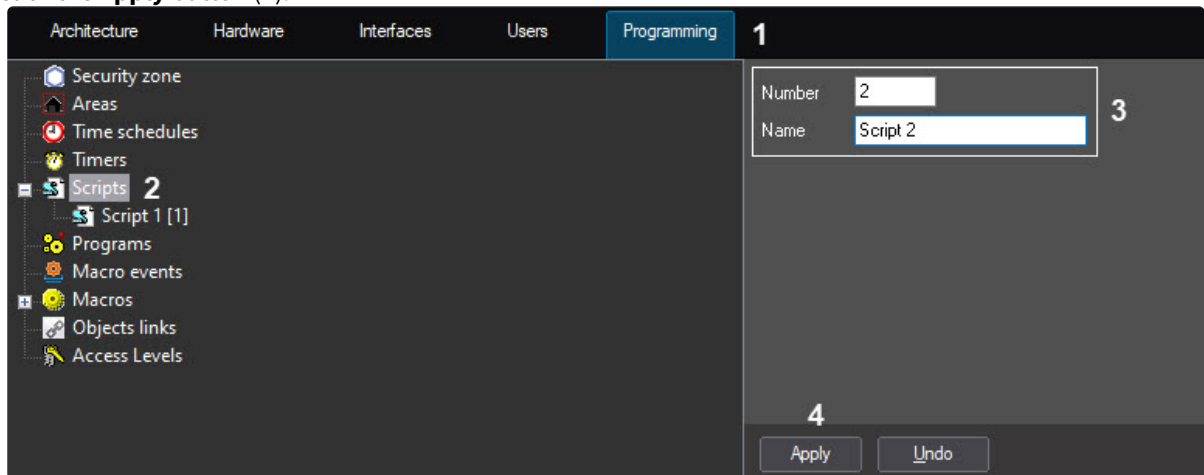 Architecture Hardware Interfaces Users Programming 1
Security zone
Areas
Time schedules
Timers
Scripts 2
Script 1 [1]
Programs
Macro events
Macros
Objects links
Access Levels
Number 2
Name Script 2
3
4
Apply Undo